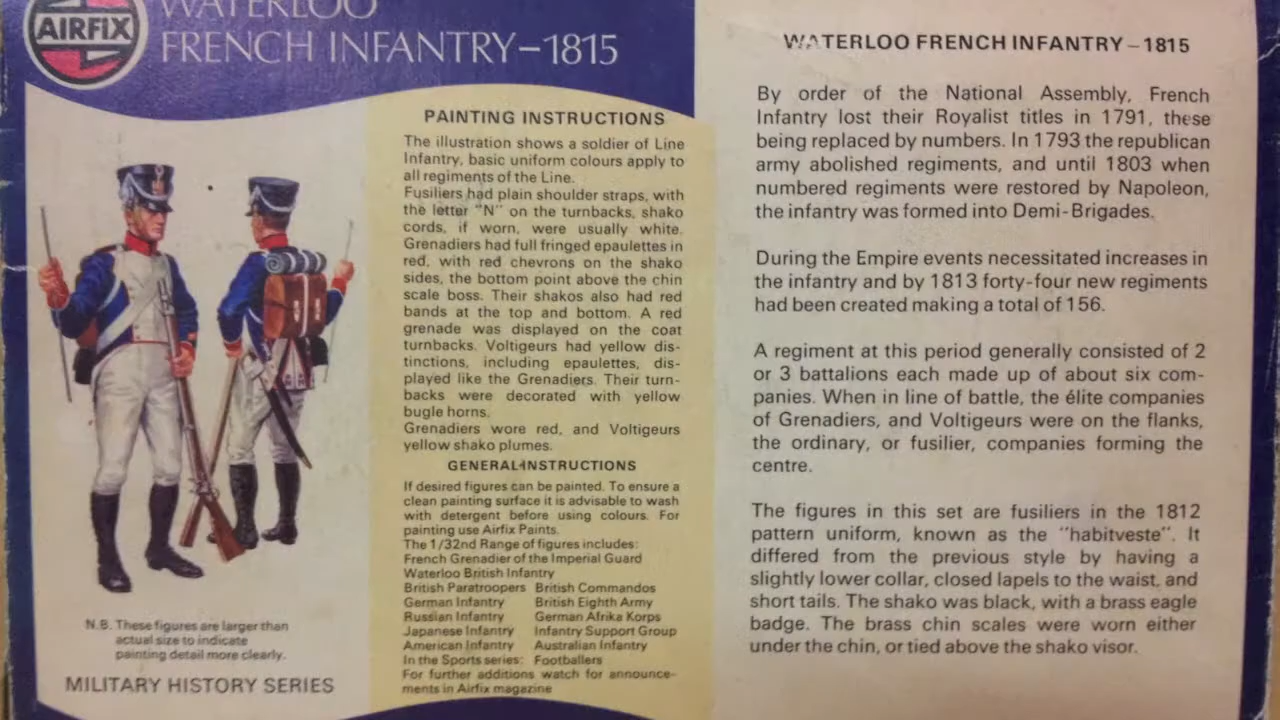 AIRFIX
WATERLOO
FRENCH INFANTRY–1815
PAINTING INSTRUCTIONS
The illustration shows a soldier of Line
Infantry, basic uniform colours apply to
all regiments of the Line.
Fusiliers had plain shoulder straps, with
the letter "N" on the turnbacks, shako
cords, if worn, were usually white.
Grenadiers had full fringed epaulettes in
red, with red chevrons on the shako
sides, the bottom point above the chin
scale boss. Their shakos also had red
bands at the top and bottom. A red
grenade was displayed on the coat
turnbacks. Voltigeurs had yellow dis-
tinctions, including epaulettes, dis-
played like the Grenadiers. Their turn-
backs were decorated with yellow
bugle horns.
Grenadiers wore red, and Voltigeurs
yellow shako plumes.
GENERAL INSTRUCTIONS
If desired figures can be painted. To ensure a
clean painting surface it is advisable to wash
with detergent before using colours. For
painting use Airfix Paints.
The 1/32nd Range of figures includes:
French Grenadier of the Imperial Guard
Waterloo British Infantry
British Paratroopers British Commandos
German Infantry British Eighth Army
Russian Infantry German Afrika Korps
Japanese Infantry Infantry Support Group
American Infantry Australian Infantry
In the Sports series: Footballers
For further additions watch for announce-
ments in Airfix magazine
N.B. These figures are larger than
actual size to indicate
painting detail more clearly.
MILITARY HISTORY SERIES
WATERLOO FRENCH INFANTRY – 1815
By order of the National Assembly, French
Infantry lost their Royalist titles in 1791, these
being replaced by numbers. In 1793 the republican
army abolished regiments, and until 1803 when
numbered regiments were restored by Napoleon,
the infantry was formed into Demi-Brigades.
During the Empire events necessitated increases in
the infantry and by 1813 forty-four new regiments
had been created making a total of 156.
A regiment at this period generally consisted of 2
or 3 battalions each made up of about six com-
panies. When in line of battle, the élite companies
of Grenadiers, and Voltigeurs were on the flanks,
the ordinary, or fusilier, companies forming the
centre.
The figures in this set are fusiliers in the 1812
pattern uniform, known as the "habitveste". It
differed from the previous style by having a
slightly lower collar, closed lapels to the waist, and
short tails. The shako was black, with a brass eagle
badge. The brass chin scales were worn either
under the chin, or tied above the shako visor.